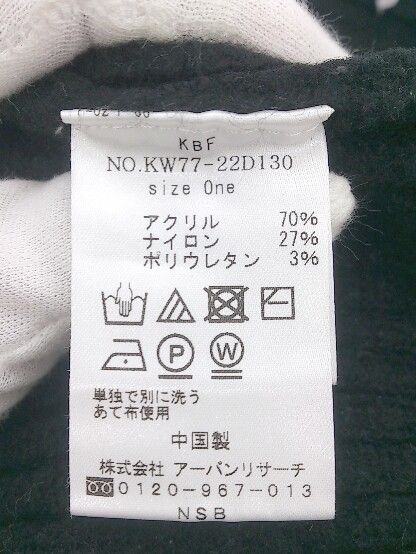 KBF
NO.KW77-22D130
size One
アクリル 70%
ナイロン 27%
ポリウレタン 3%
P W
単独で別に洗う
あて布使用
中国製
株式会社 アーバンリサーチ
0120-967-013
NSB